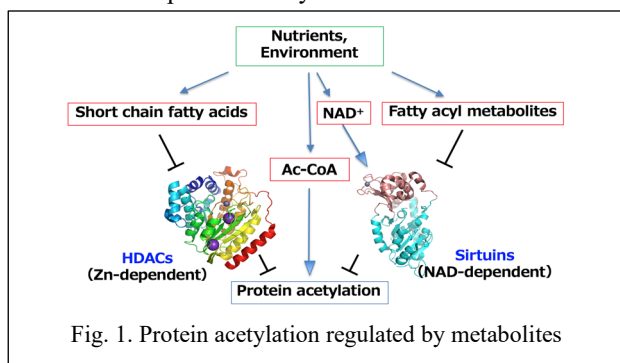 Nutrients,
Environment
Short chain fatty acids
NAD+
Fatty acyl metabolites
Ac-CoA
HDACs
(Zn-dependent)
Sirtuins
(NAD-dependent)
Protein acetylation
Fig. 1. Protein acetylation regulated by metabolites